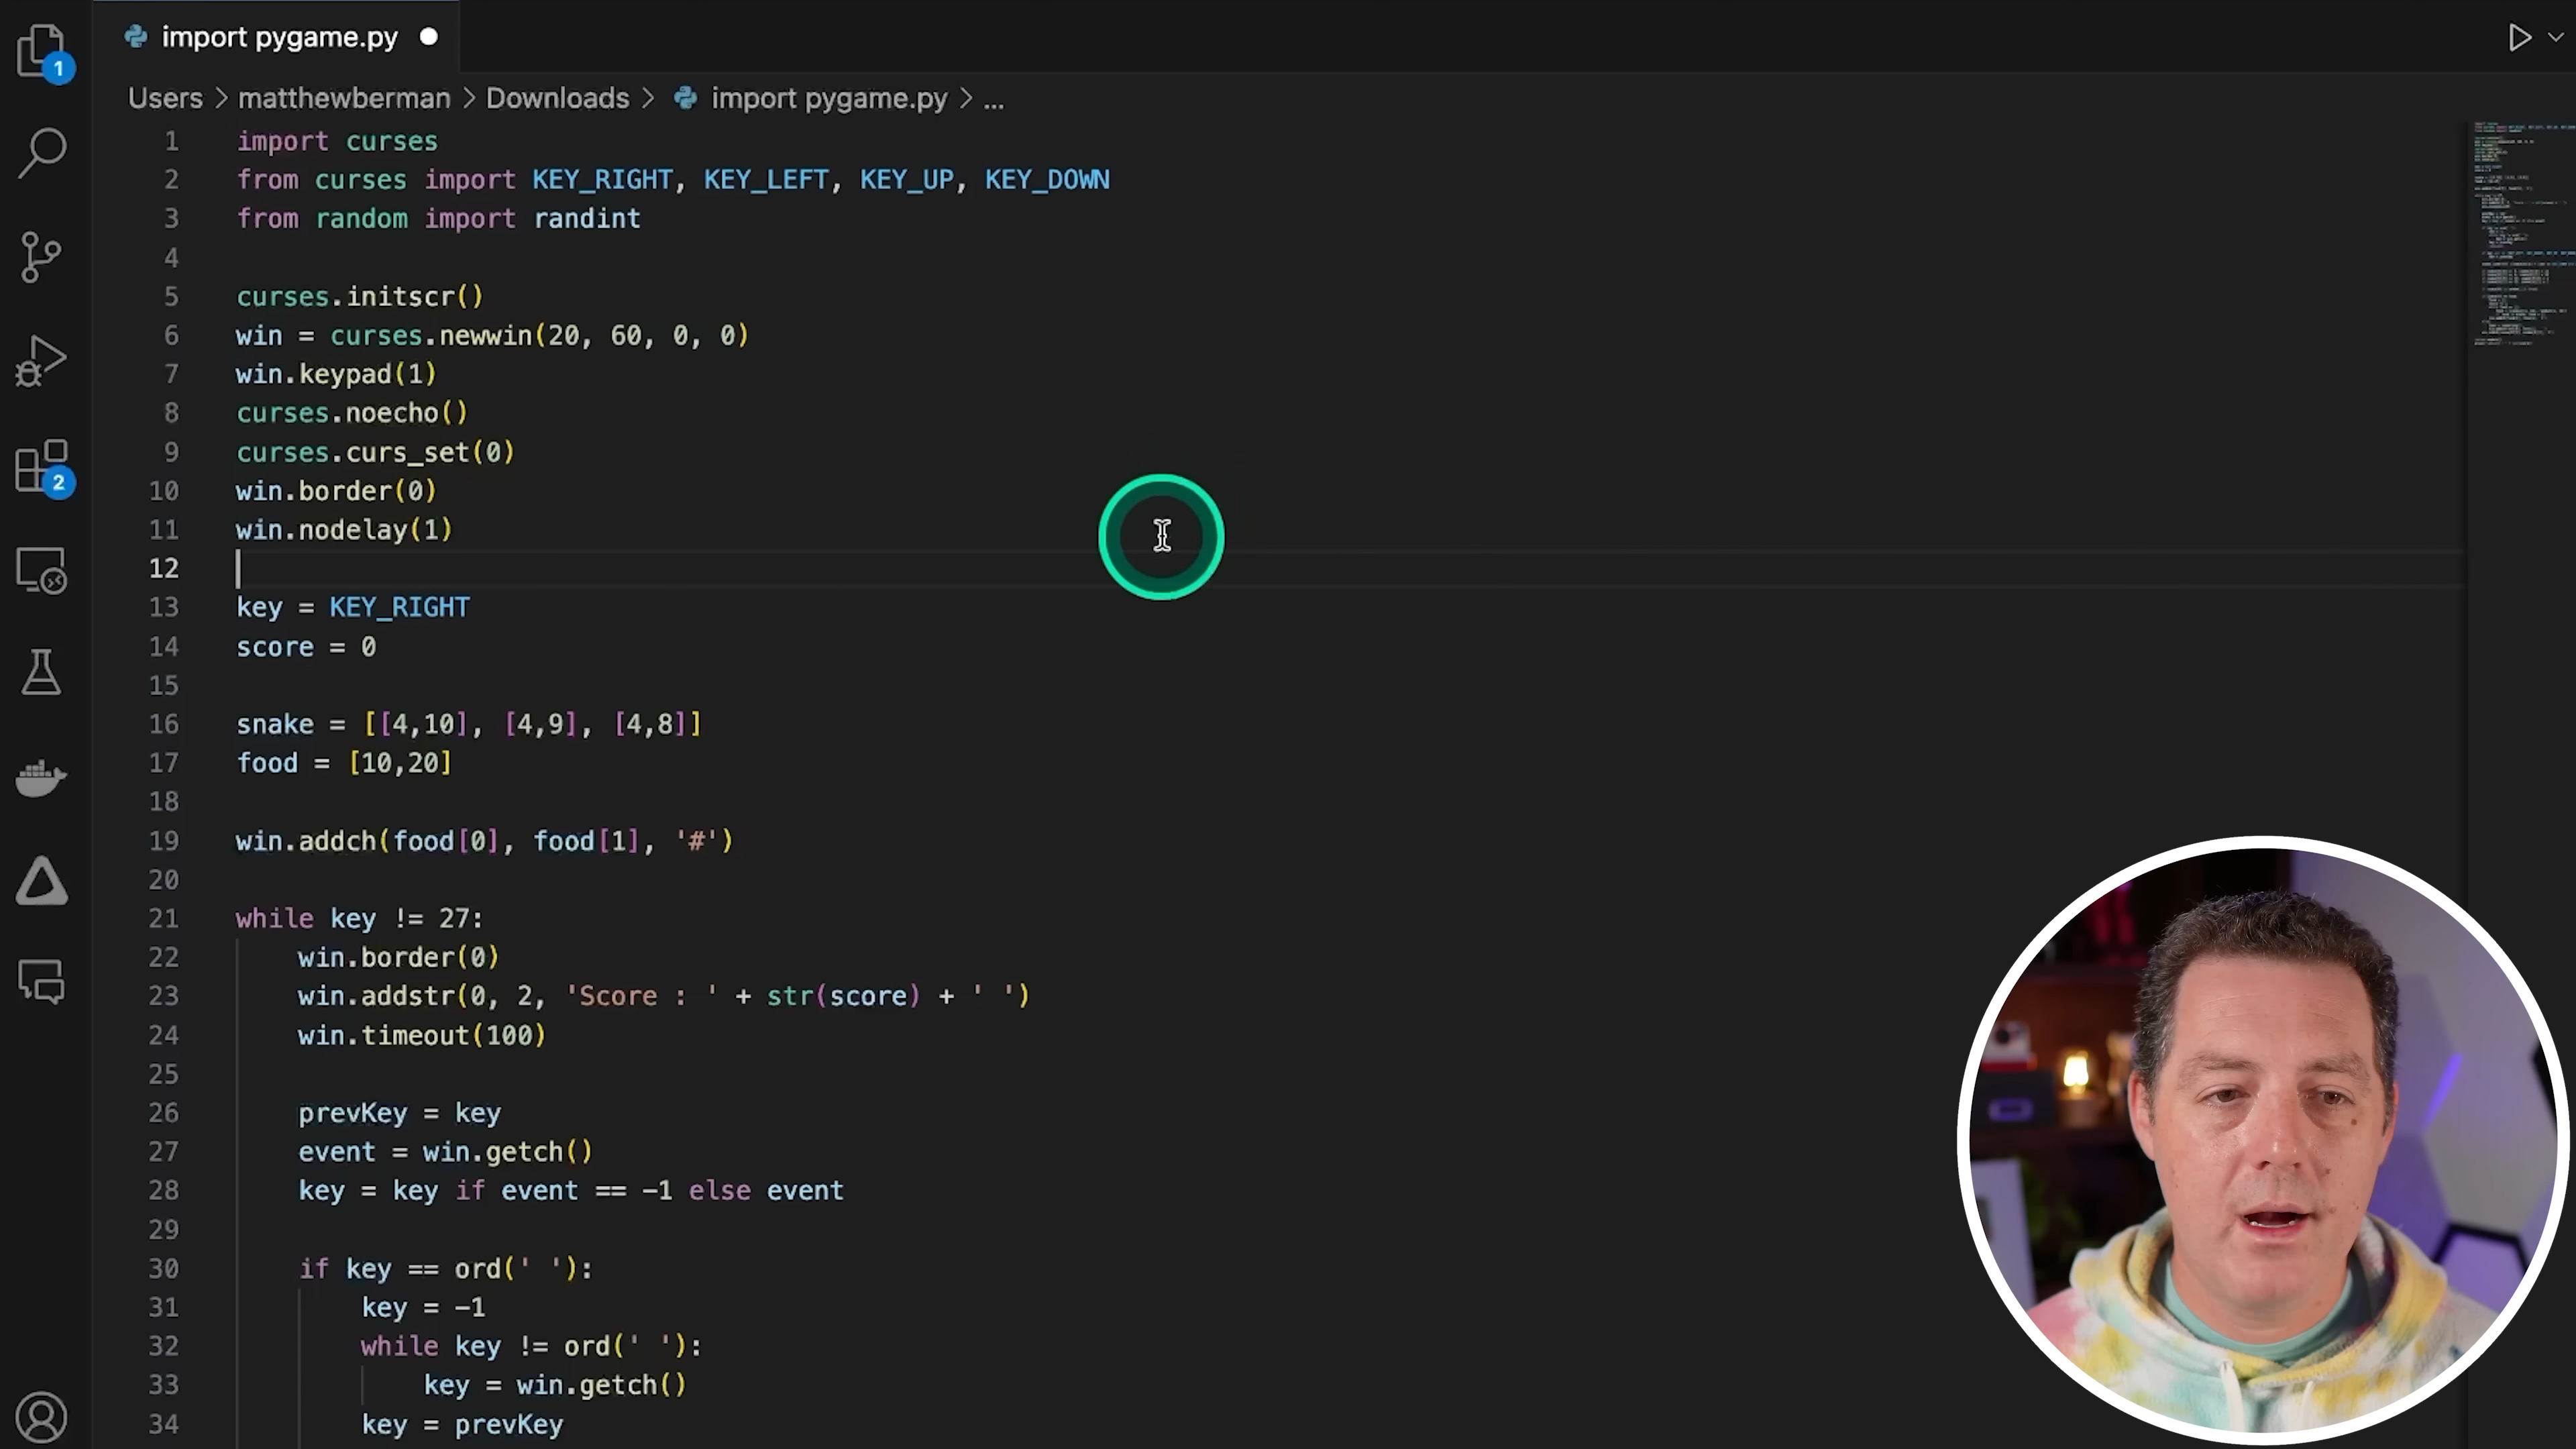 import pygame.py
Users > matthewberman > Downloads > import pygame.py > ...
1 import curses
2 from curses import KEY_RIGHT, KEY_LEFT, KEY_UP, KEY_DOWN
3 from random import randint
4
5 curses.initscr()
6 win = curses.newwin(20, 60, 0, 0)
7 win.keypad(1)
8 curses.noecho()
9 curses.curs_set(0)
10 win.border(0)
11 win.nodelay(1)
12
13 key = KEY_RIGHT
14 score = 0
15
16 snake = [[4,10], [4,9], [4,8]]
17 food = [10,20]
18
19 win.addch(food[0], food[1], '#')
20
21 while key != 27:
22     win.border(0)
23     win.addstr(0, 2, 'Score : ' + str(score) + ' ')
24     win.timeout(100)
25
26     prevKey = key
27     event = win.getch()
28     key = key if event == -1 else event
29
30     if key == ord(' '):
31         key = -1
32         while key != ord(' '):
33             key = win.getch()
34         key = prevKey
1
2